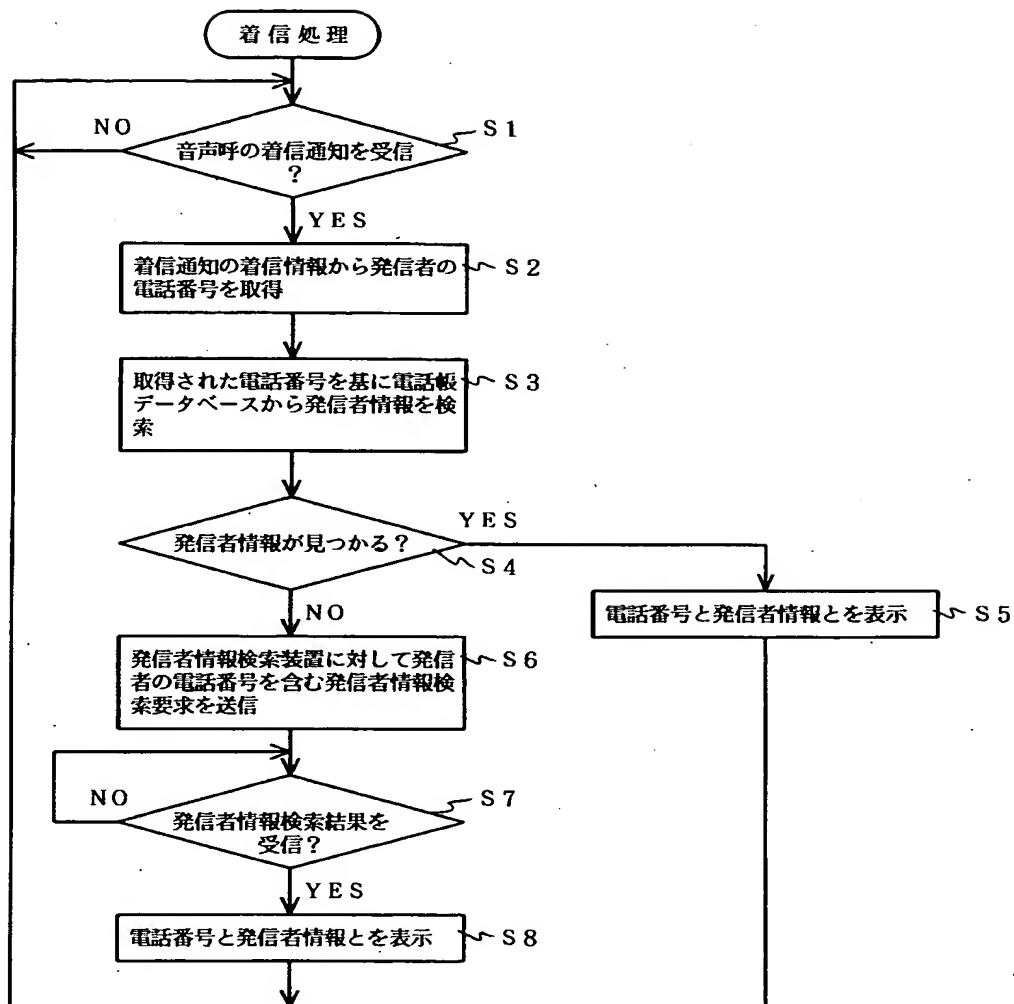 着信処理
NO
S1
音声呼の着信通知を受信
?
YES
着信通知の着信情報から発信者の
電話番号を取得
S2
取得された電話番号を基に電話帳
データベースから発信者情報を検
索
S3
YES
発信者情報が見つかる?
S4
NO
電話番号と発信者情報とを表示
S5
発信者情報検索装置に対して発信
者の電話番号を含む発信者情報検
索要求を送信
S6
NO
S7
発信者情報検索結果を
受信?
YES
電話番号と発信者情報とを表示
S8